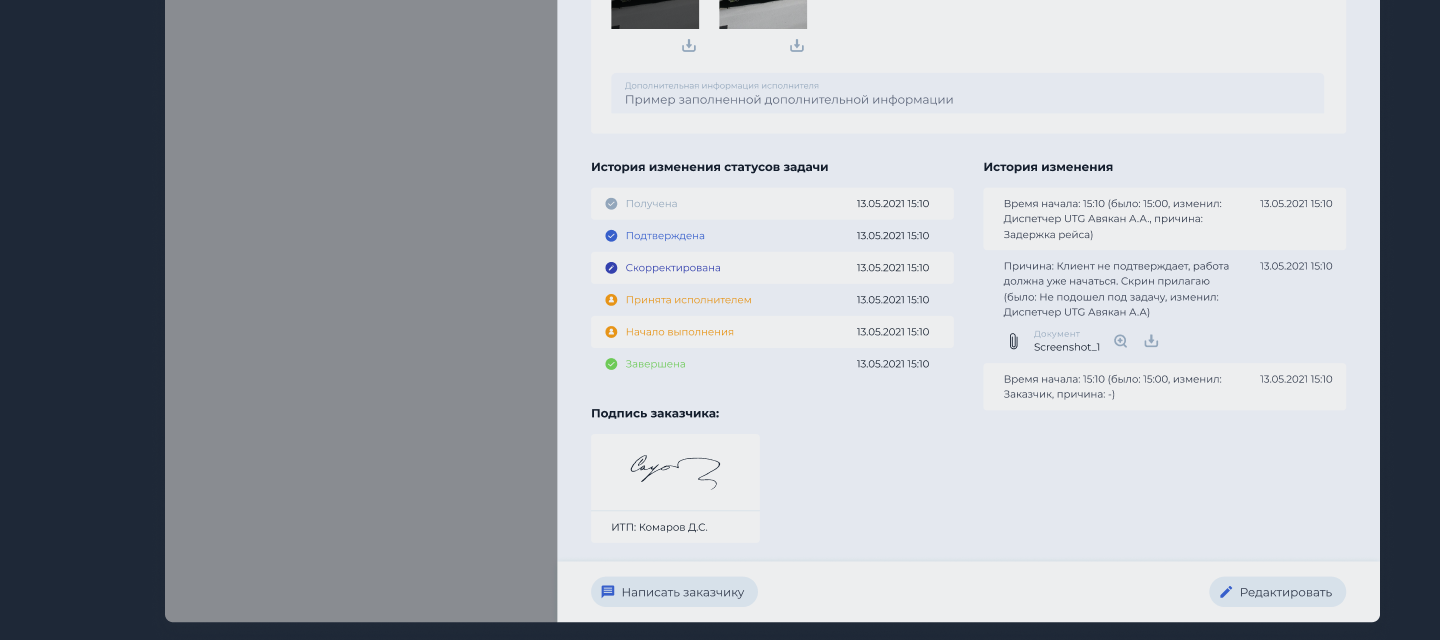 Дополнительная информация исполнителя
Пример заполненной дополнительной информации
История изменения статусов задачи
Получена 13.05.2021 15:10
Подтверждена 13.05.2021 15:10
Скорректирована 13.05.2021 15:10
Принята исполнителем 13.05.2021 15:10
Начало выполнения 13.05.2021 15:10
Завершена 13.05.2021 15:10
Подпись заказчика:
ИТП: Комаров Д.С.
История изменения
Время начала: 15:10 (было: 15:00, изменил: 13.05.2021 15:10
Диспетчер UTG Авякан А.А., причина:
Задержка рейса)
Причина: Клиент не подтверждает, работа 13.05.2021 15:10
должна уже начаться. Скрин прилагаю
(было: Не подошел под задачу, изменил:
Диспетчер UTG Авякан А.А)
Документ
Screenshot_1
Время начала: 15:10 (было: 15:00, изменил: 13.05.2021 15:10
Заказчик, причина: -)
Написать заказчику
Редактировать